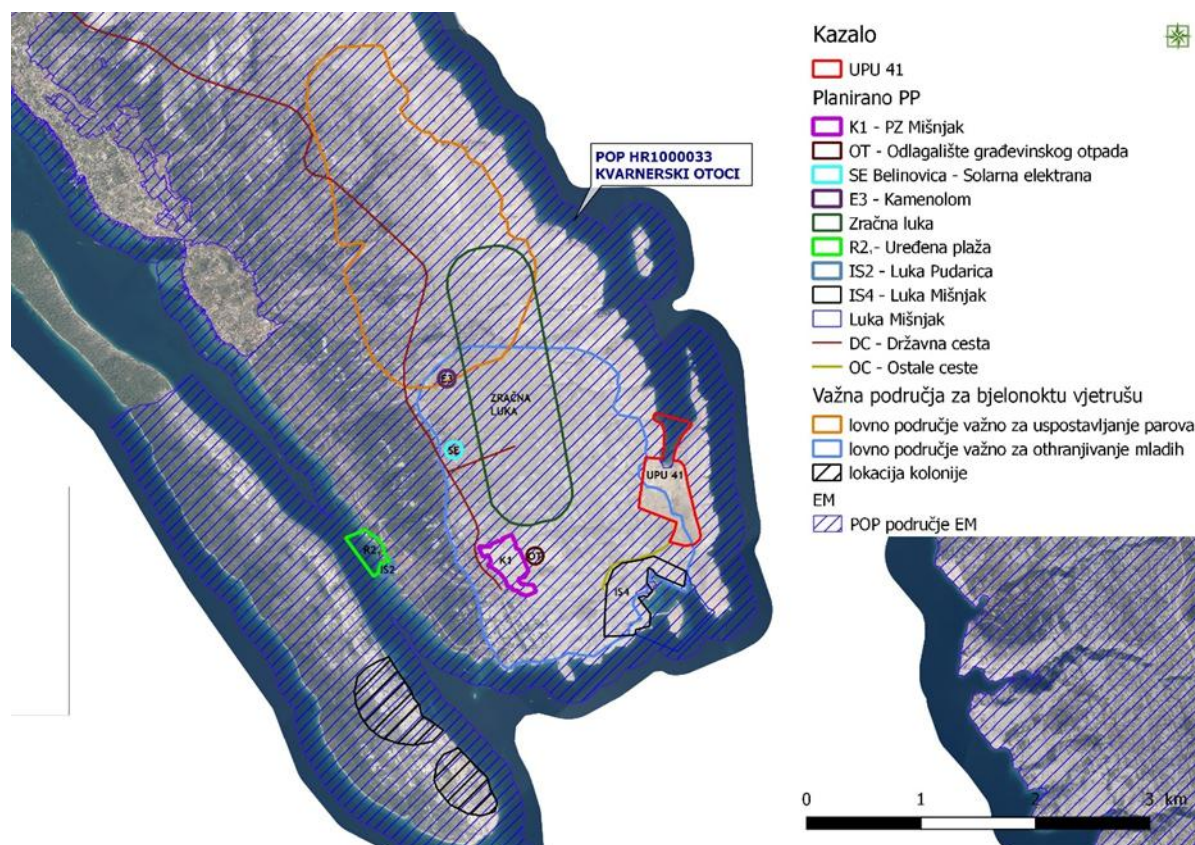 POP HR1000033
KVARNERSKI OTOCI
E3
ZRAČNA
LUKA
SE
UPU 41
R2
IS2
K1
OT
IS4
Kazalo
UPU 41
Planirano PP
K1 - PZ Mišnjak
OT - Odlagalište građevinskog otpada
SE Belinovica - Solarna elektrana
E3 - Kamenolom
Zračna luka
R2.- Uređena plaža
IS2 - Luka Pudarica
IS4 - Luka Mišnjak
Luka Mišnjak
DC - Državna cesta
OC - Ostale ceste
Važna područja za bjelonoktu vjetrušu
lovno područje važno za uspostavljanje parova
lovno područje važno za othranjivanje mladih
lokacija kolonije
EM
POP područje EM
0 1 2 3 km